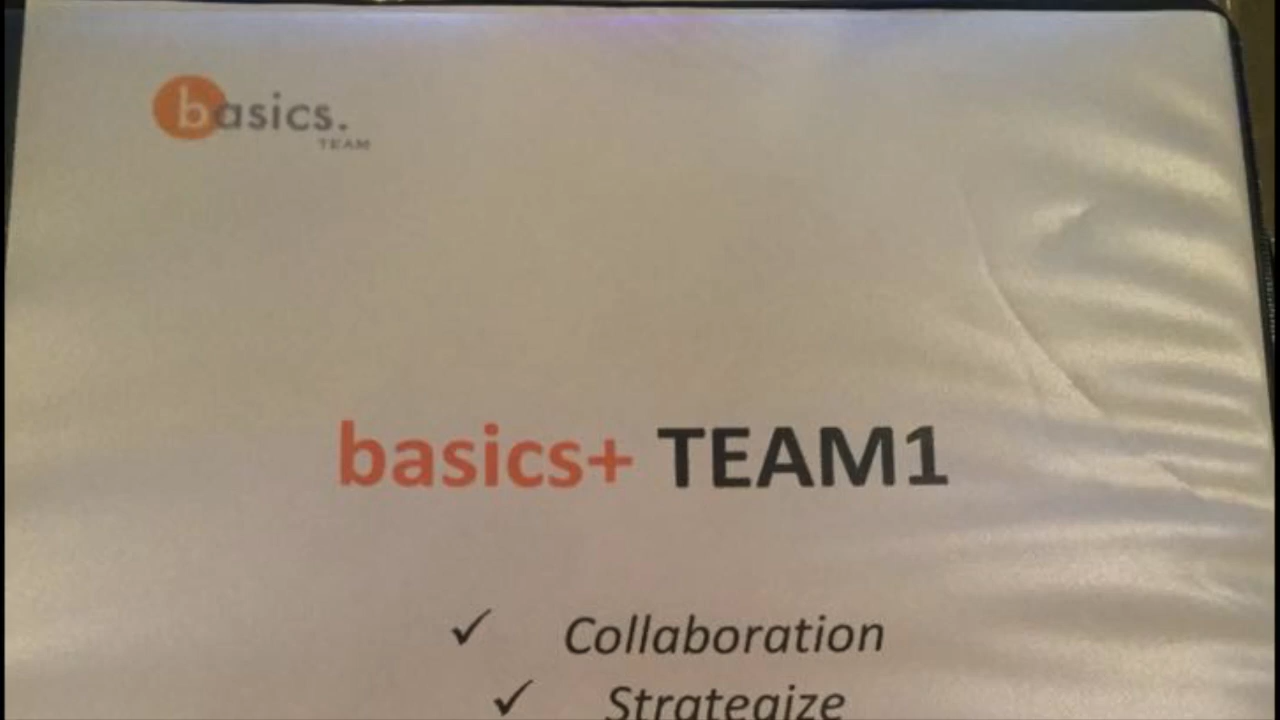 basics.
TEAM
basics+ TEAM1
✓ Collaboration
✓ Strategize